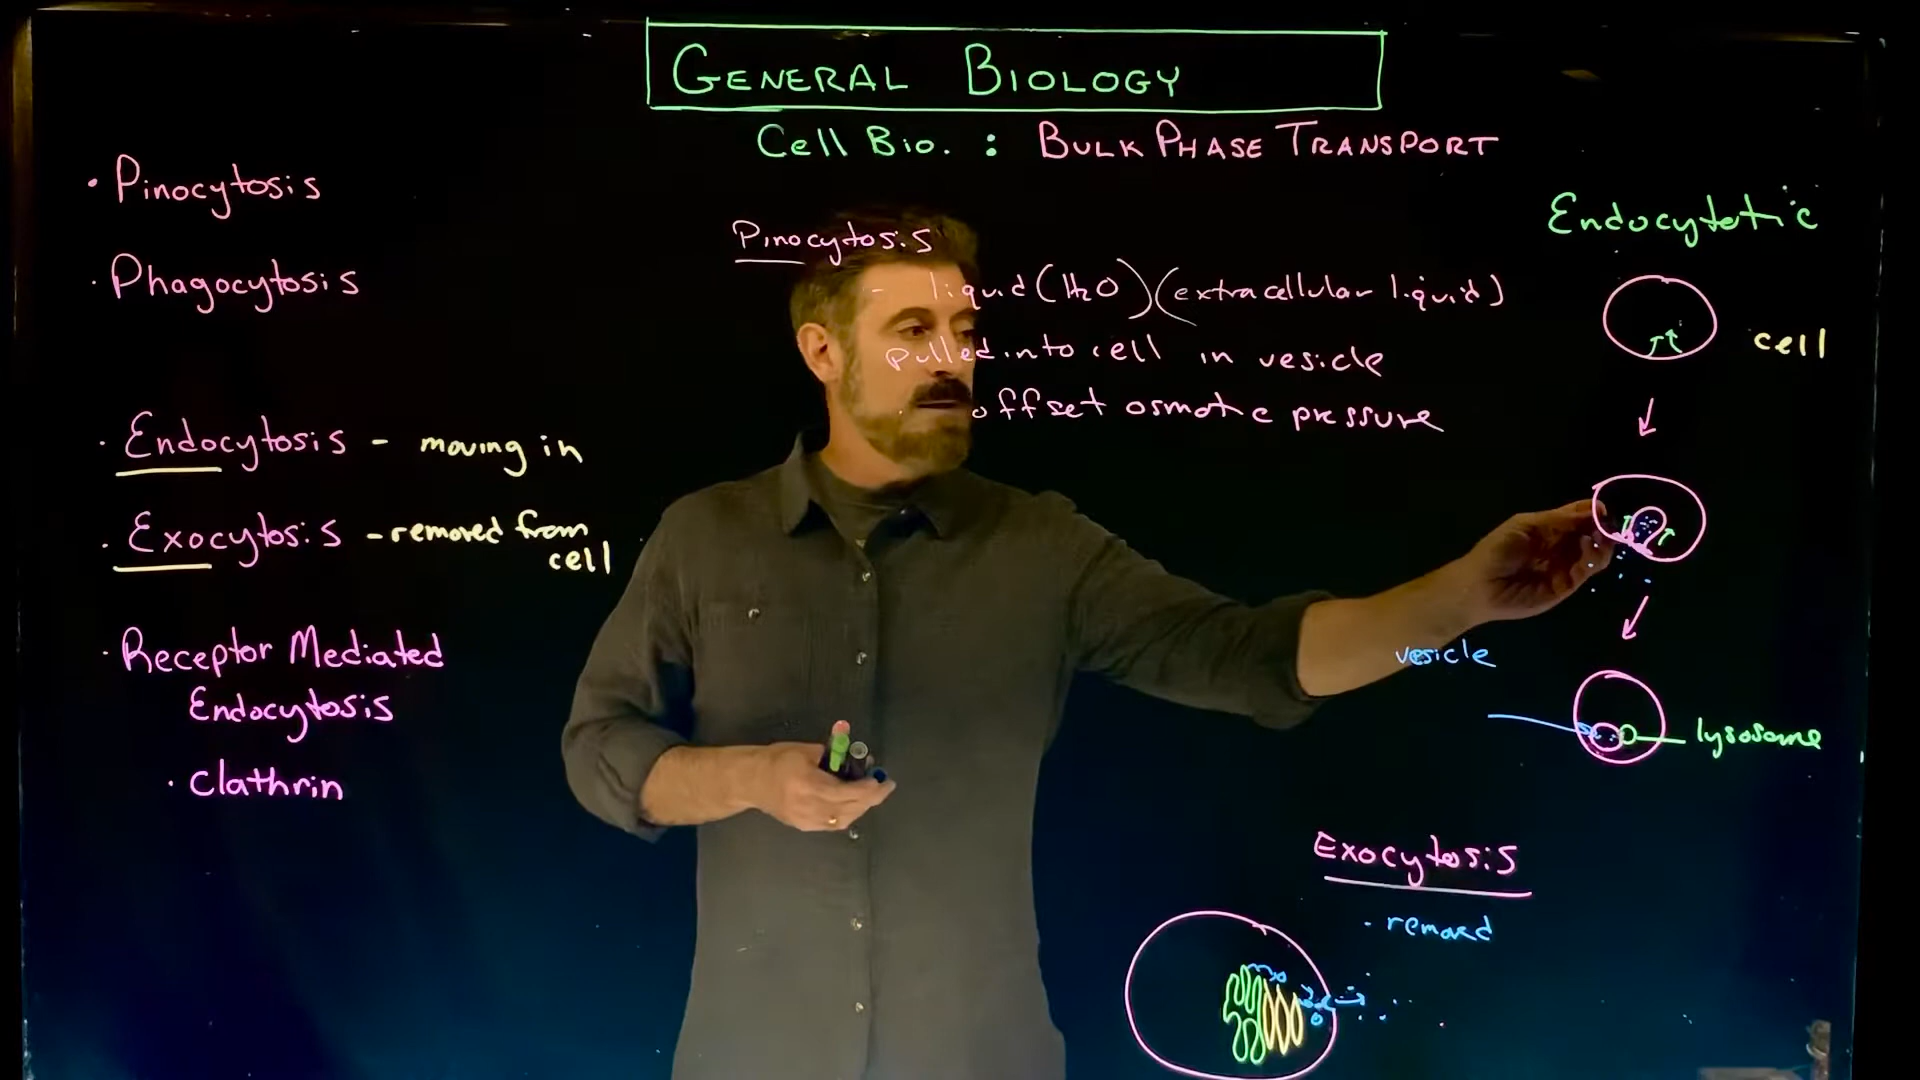 GENERAL BIOLOGY
Cell Bio. : BULK PHASE TRANSPORT
• Pinocytosis
• Phagocytosis
• Endocytosis - moving in
• Exocytosis - removed from
cell
• Receptor Mediated
Endocytosis
• Clathrin
Pinocytosis
- liquid (H2O) (extracellular liquid)
pulled into cell in vesicle
offset osmotic pressure
Endocytotic
cell
vesicle
lysosome
Exocytosis
• removed